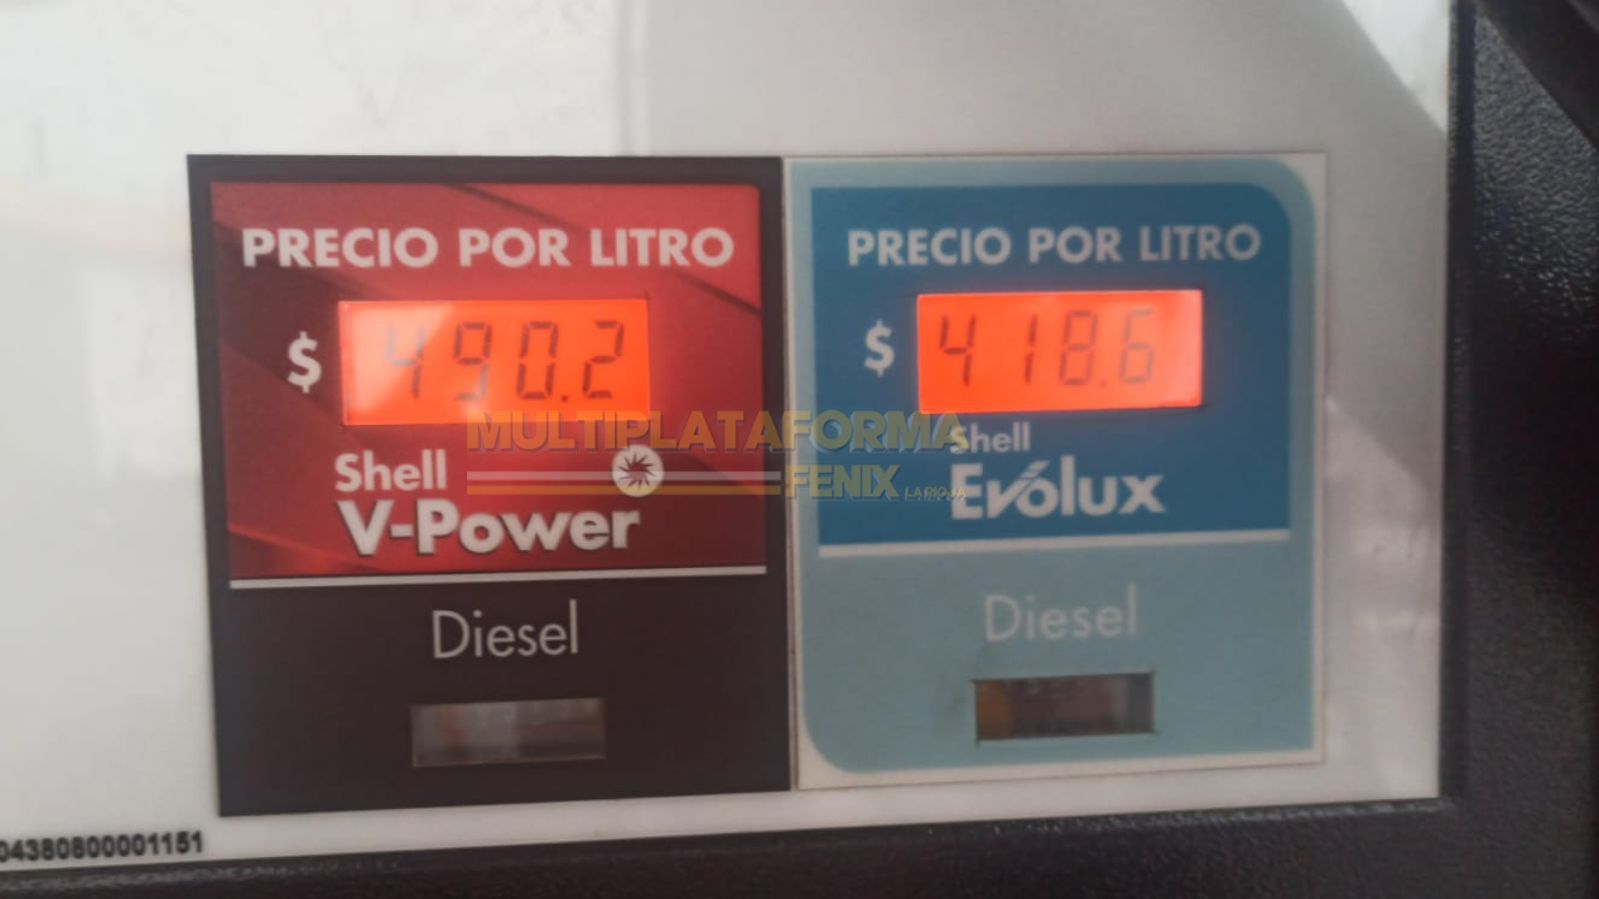 PRECIO POR LITRO
$ 490.2
Shell
V-Power
Diesel
PRECIO POR LITRO
$ 418.6
Shell
Evolux
Diesel
MULTIPLATAFORMA
FENIX LA RIOJA
04380800001151